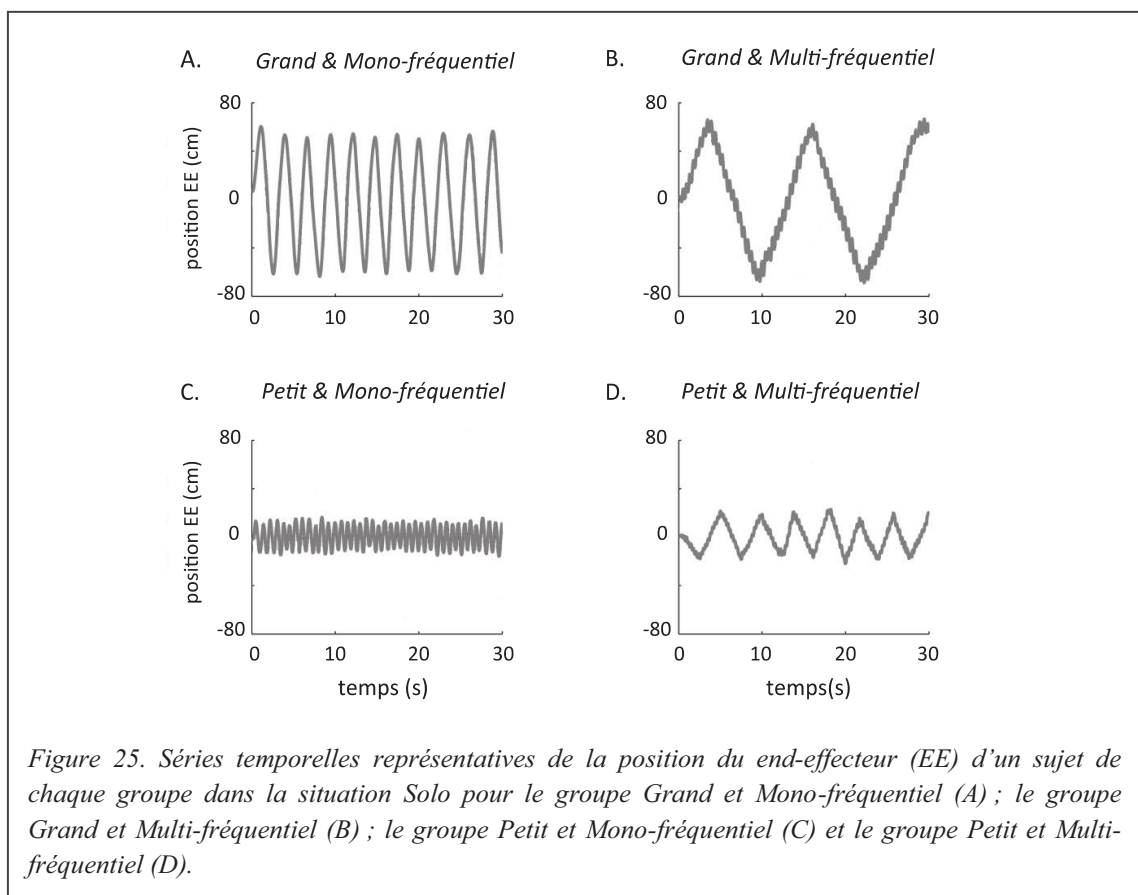 A. Grand & Mono-fréquentiel
B. Grand & Multi-fréquentiel
80
0
-80
position EE (cm)
0 10 20 30
80
0
-80
0 10 20 30
C. Petit & Mono-fréquentiel
D. Petit & Multi-fréquentiel
80
0
-80
position EE (cm)
0 10 20 30
temps (s)
80
0
-80
0 10 20 30
temps(s)
Figure 25. Séries temporelles représentatives de la position du end-effecteur (EE) d’un sujet de
chaque groupe dans la situation Solo pour le groupe Grand et Mono-fréquentiel (A) ; le groupe
Grand et Multi-fréquentiel (B) ; le groupe Petit et Mono-fréquentiel (C) et le groupe Petit et Multi-
fréquentiel (D).